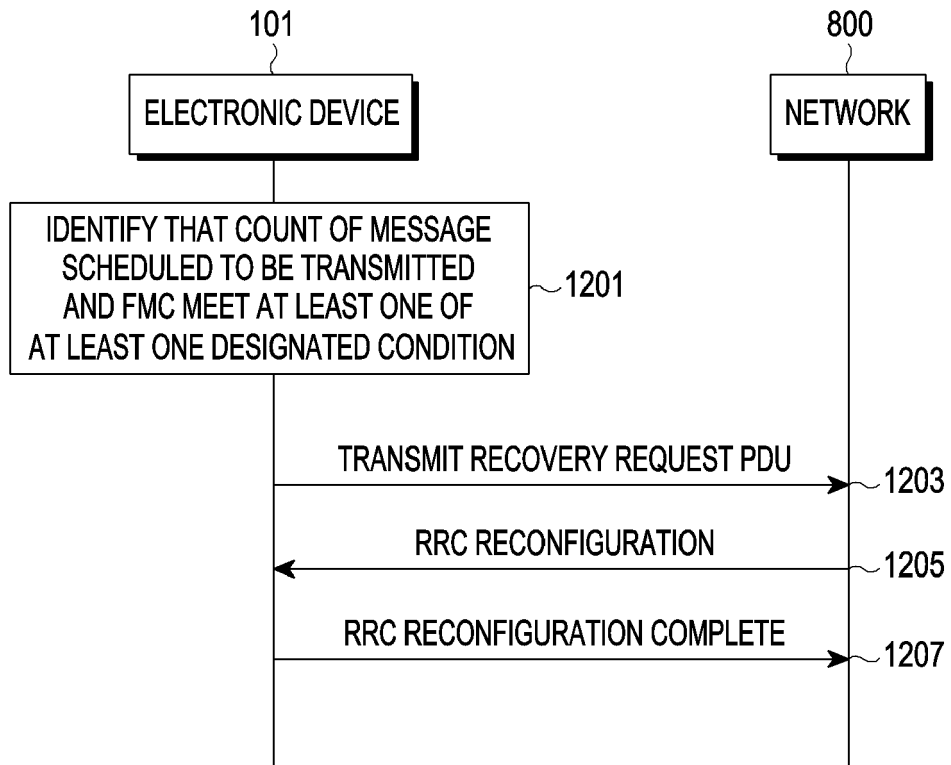 101
800
ELECTRONIC DEVICE
NETWORK
IDENTIFY THAT COUNT OF MESSAGE
SCHEDULED TO BE TRANSMITTED
AND FMC MEET AT LEAST ONE OF
AT LEAST ONE DESIGNATED CONDITION
1201
TRANSMIT RECOVERY REQUEST PDU
1203
RRC RECONFIGURATION
1205
RRC RECONFIGURATION COMPLETE
1207